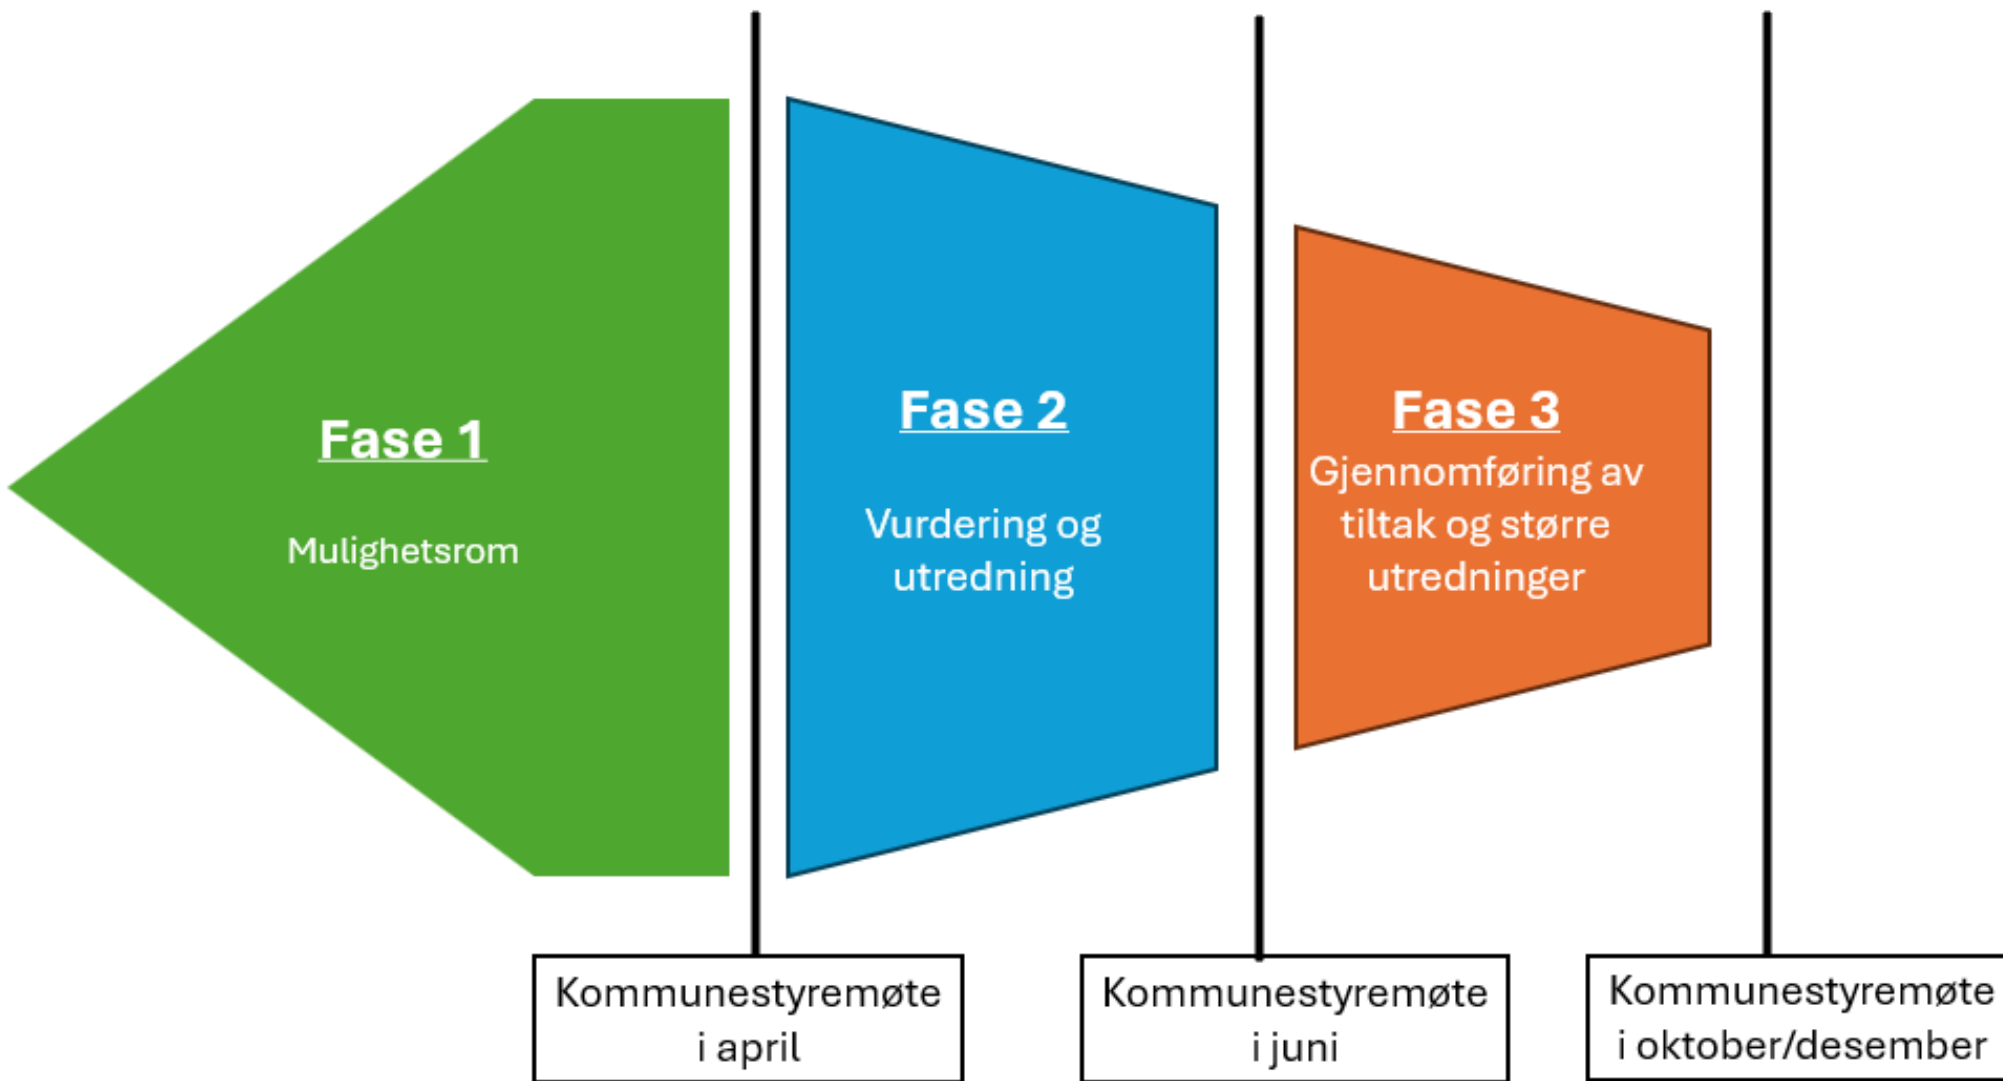 Fase 1
Mulighetsrom
Fase 2
Vurdering og
utredning
Fase 3
Gjennomføring av
tiltak og større
utredninger
Kommunestyremøte
i april
Kommunestyremøte
i juni
Kommunestyremøte
i oktober/desember